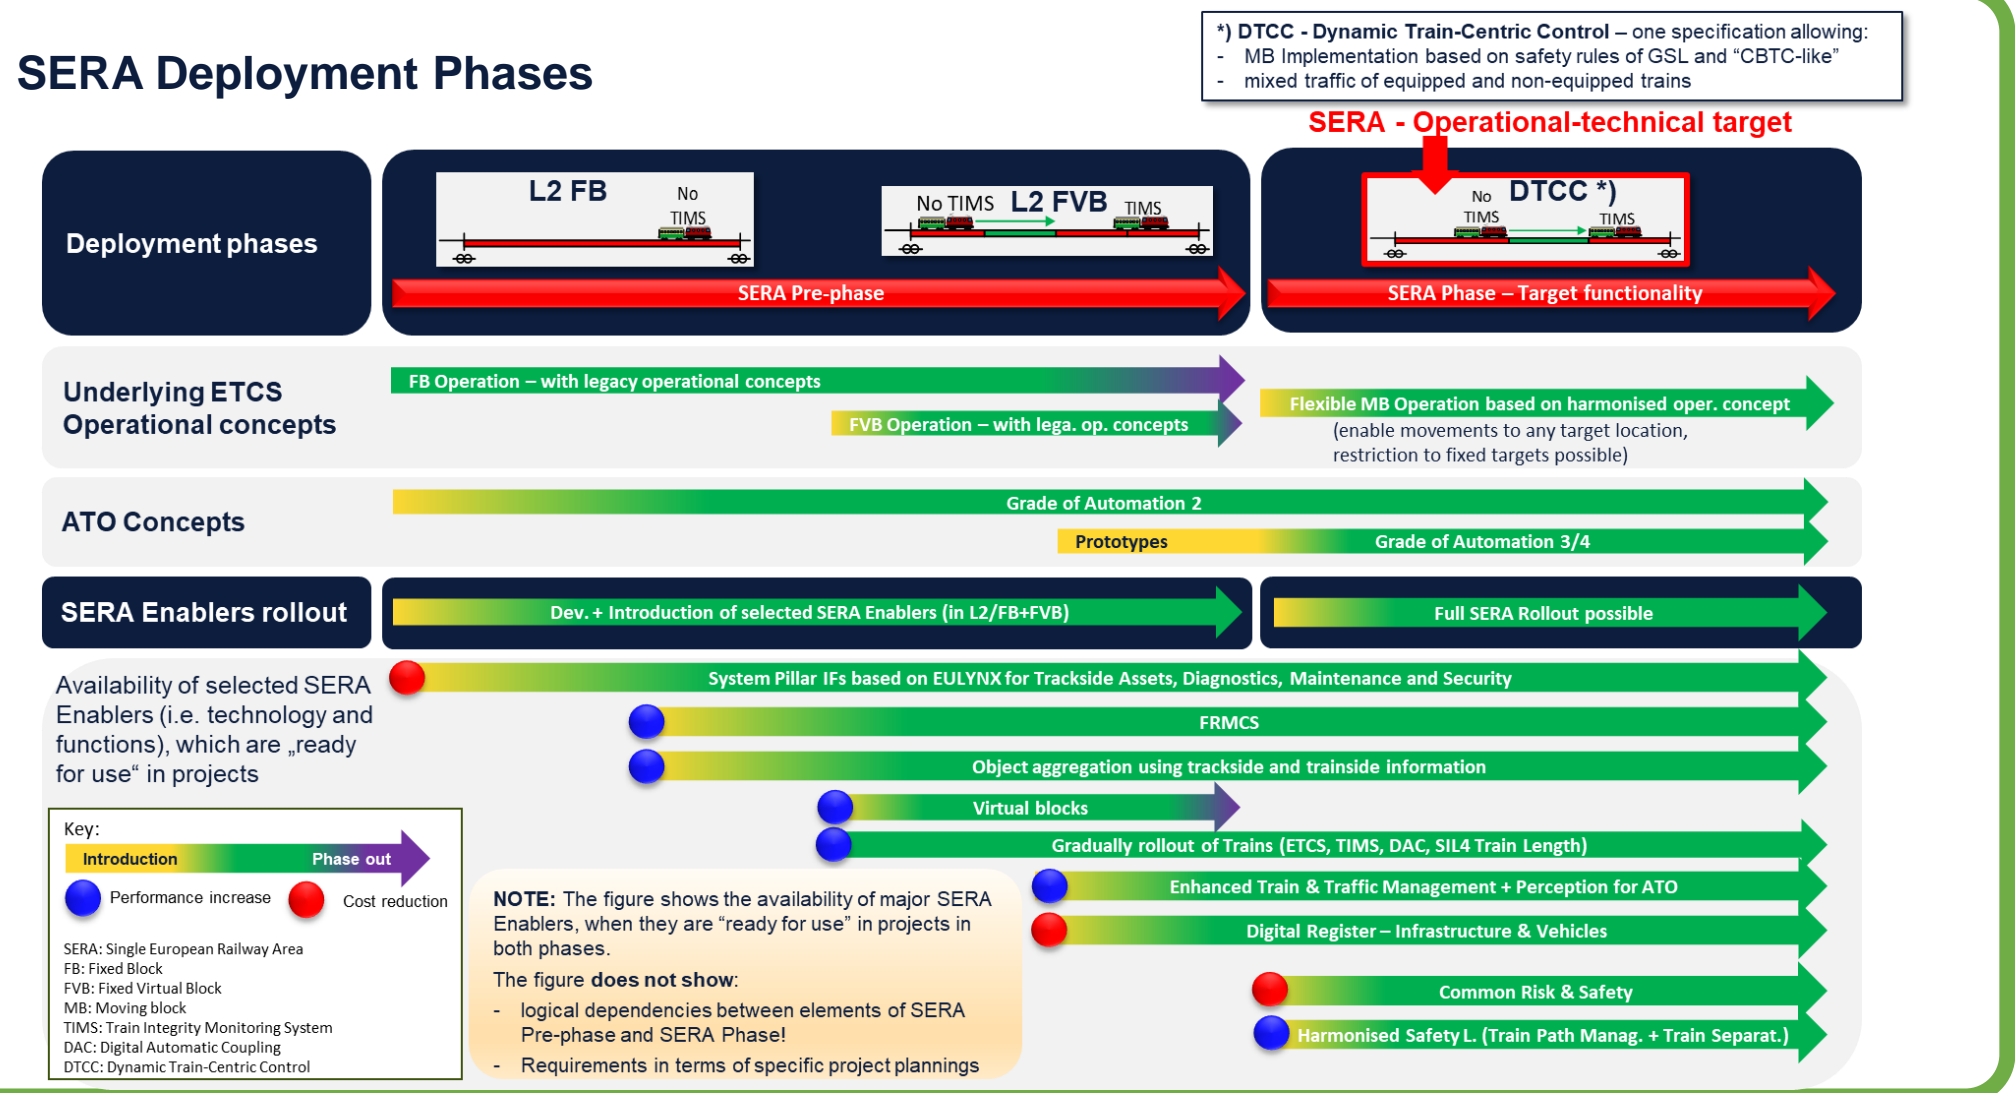 *) DTCC - Dynamic Train-Centric Control – one specification allowing:
- MB Implementation based on safety rules of GSL and “CBTC-like”
- mixed traffic of equipped and non-equipped trains
SERA Deployment Phases
SERA - Operational-technical target
Deployment phases
L2 FB
No
TIMS
No TIMS
L2 FVB
TIMS
No
TIMS
DTCC *)
TIMS
SERA Pre-phase
SERA Phase – Target functionality
Underlying ETCS
Operational concepts
FB Operation – with legacy operational concepts
FVB Operation – with lega. op. concepts
Flexible MB Operation based on harmonised oper. concept
(enable movements to any target location,
restriction to fixed targets possible)
ATO Concepts
Grade of Automation 2
Prototypes
Grade of Automation 3/4
SERA Enablers rollout
Dev. + Introduction of selected SERA Enablers (in L2/FB+FVB)
Full SERA Rollout possible
Availability of selected SERA
Enablers (i.e. technology and
functions), which are „ready
for use“ in projects
System Pillar IFs based on EULYNX for Trackside Assets, Diagnostics, Maintenance and Security
FRMCS
Object aggregation using trackside and trainside information
Virtual blocks
Gradually rollout of Trains (ETCS, TIMS, DAC, SIL4 Train Length)
Enhanced Train & Traffic Management + Perception for ATO
Digital Register – Infrastructure & Vehicles
Common Risk & Safety
Harmonised Safety L. (Train Path Manag. + Train Separat.)
Key:
Introduction
Phase out
Performance increase
Cost reduction
SERA: Single European Railway Area
FB: Fixed Block
FVB: Fixed Virtual Block
MB: Moving block
TIMS: Train Integrity Monitoring System
DAC: Digital Automatic Coupling
DTCC: Dynamic Train-Centric Control
NOTE: The figure shows the availability of major SERA
Enablers, when they are “ready for use” in projects in
both phases.
The figure does not show:
- logical dependencies between elements of SERA
Pre-phase and SERA Phase!
- Requirements in terms of specific project plannings